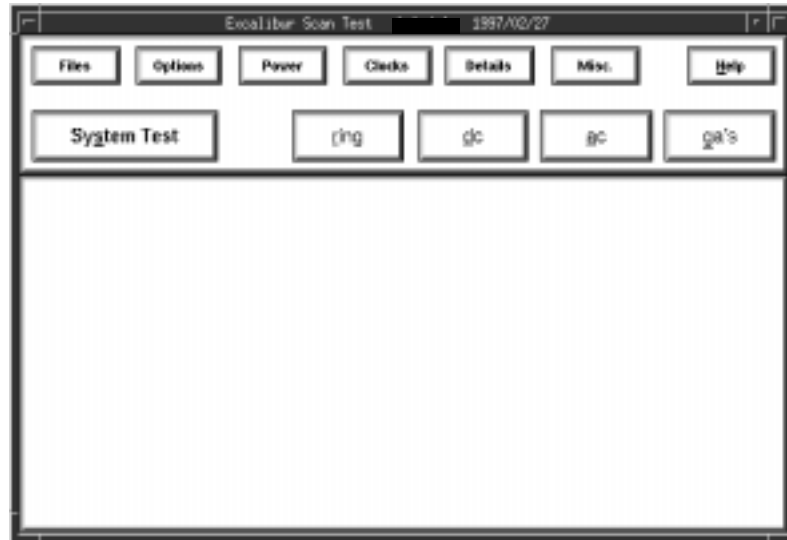 Excalibur Scan Test 1997/02/27
Files Options Power Clocks Details Misc. Help
System Test ring dc ac ga's